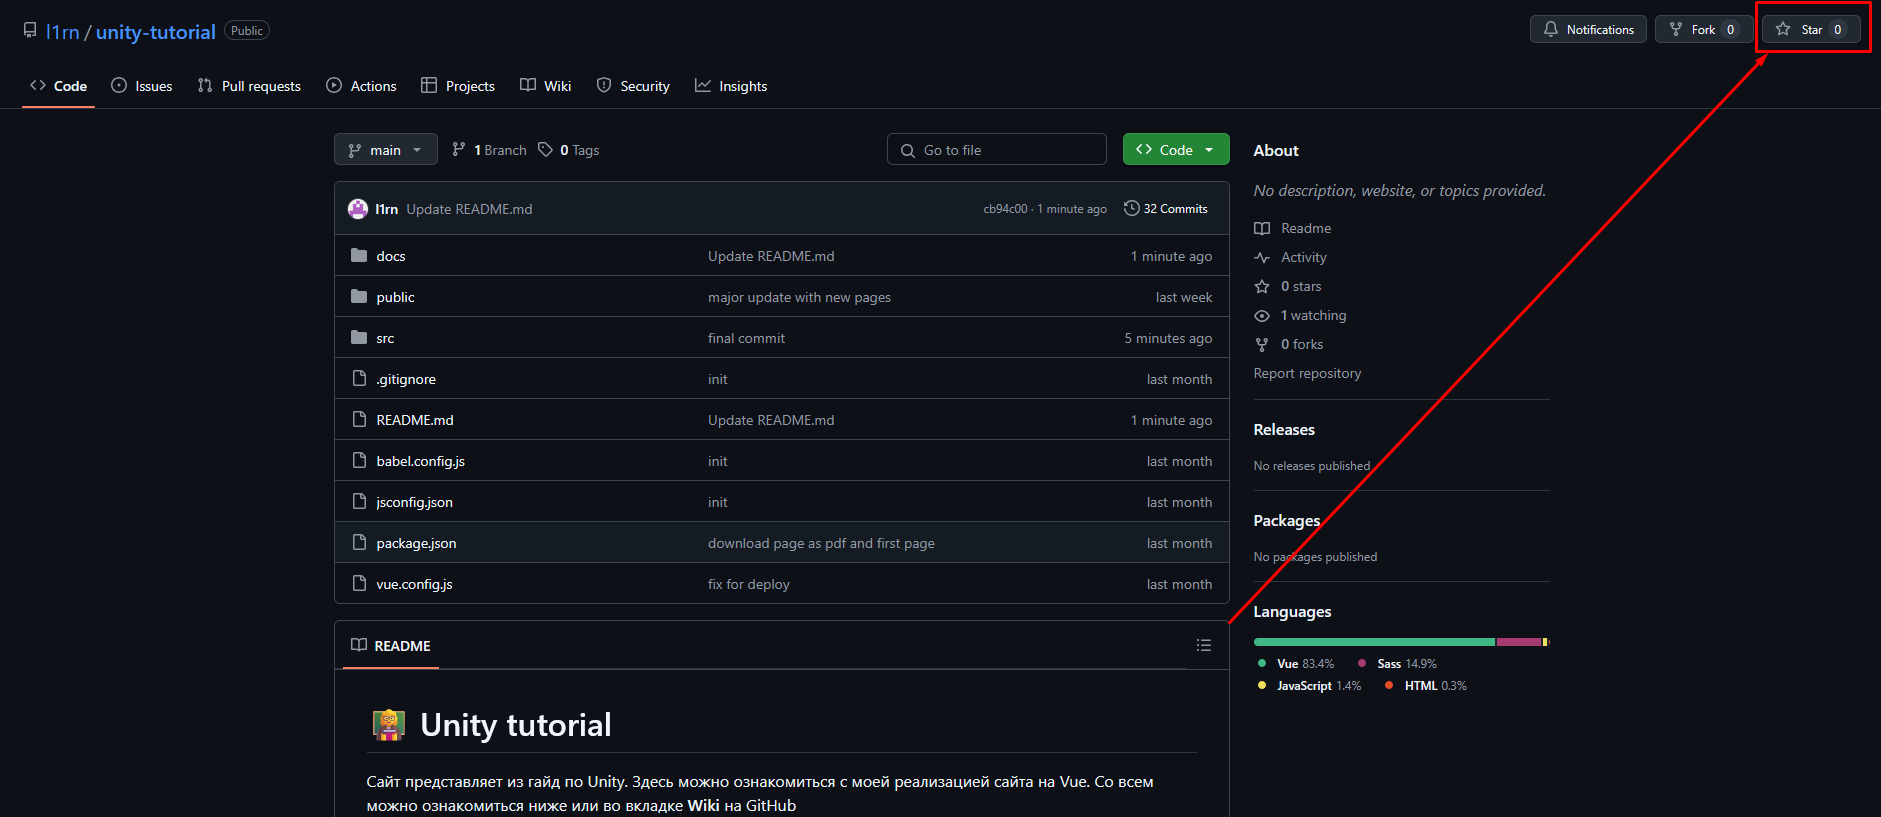 l1rn / unity-tutorial Public
Notifications Fork 0 Star 0
Code Issues Pull requests Actions Projects Wiki Security Insights
main 1 Branch 0 Tags Go to file Code
l1rn Update README.md cb94c00 · 1 minute ago 32 Commits
docs Update README.md 1 minute ago
public major update with new pages last week
src final commit 5 minutes ago
.gitignore init last month
README.md Update README.md 1 minute ago
babel.config.js init last month
jsconfig.json init last month
package.json download page as pdf and first page last month
vue.config.js fix for deploy last month
README
Unity tutorial
Сайт представляет из гайд по Unity. Здесь можно ознакомиться с моей реализацией сайта на Vue. Со всем
можно ознакомиться ниже или во вкладке Wiki на GitHub
About
No description, website, or topics provided.
Readme
Activity
0 stars
1 watching
0 forks
Report repository
Releases
No releases published
Packages
No packages published
Languages
Vue 83.4% Sass 14.9%
JavaScript 1.4% HTML 0.3%